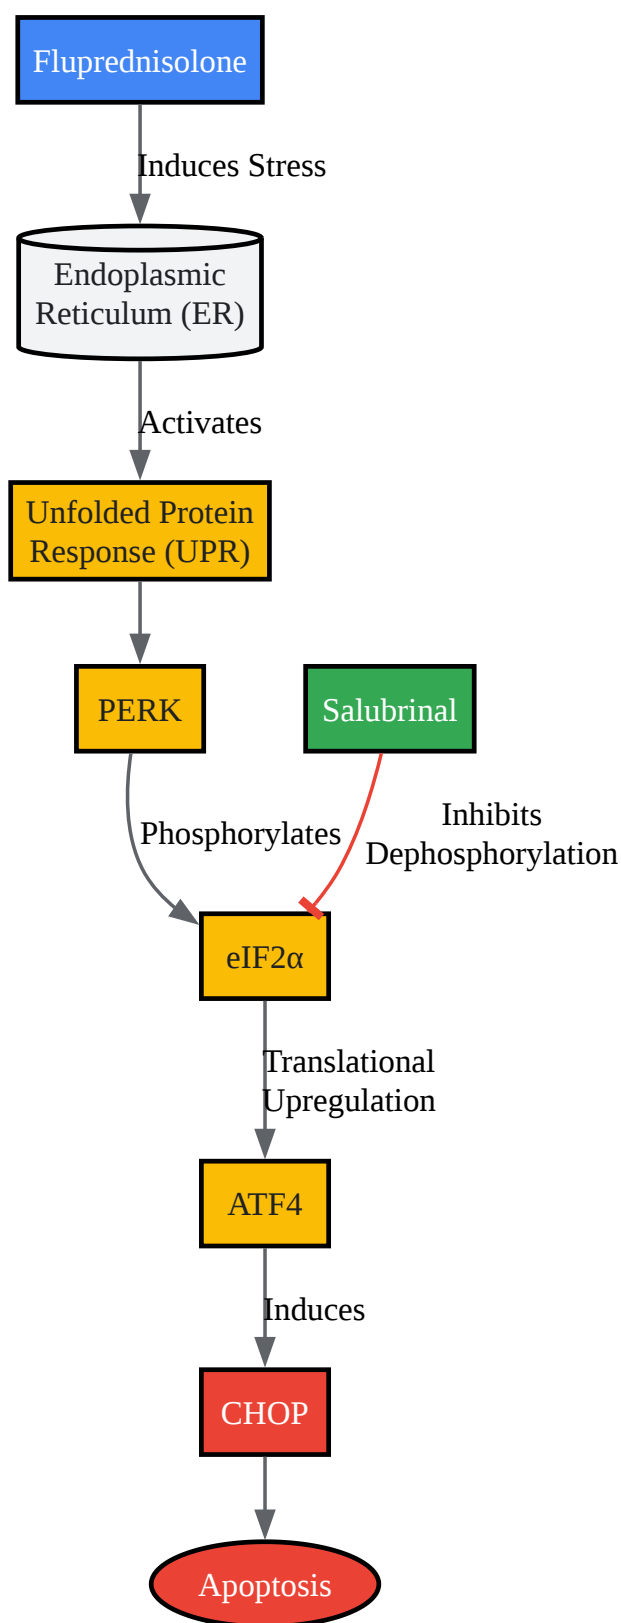 Fluprednisolone
Induces Stress
Endoplasmic
Reticulum (ER)
Activates
Unfolded Protein
Response (UPR)
PERK
Salubrinal
Phosphorylates
Inhibits
Dephosphorylation
eIF2α
Translational
Upregulation
ATF4
Induces
CHOP
Apoptosis